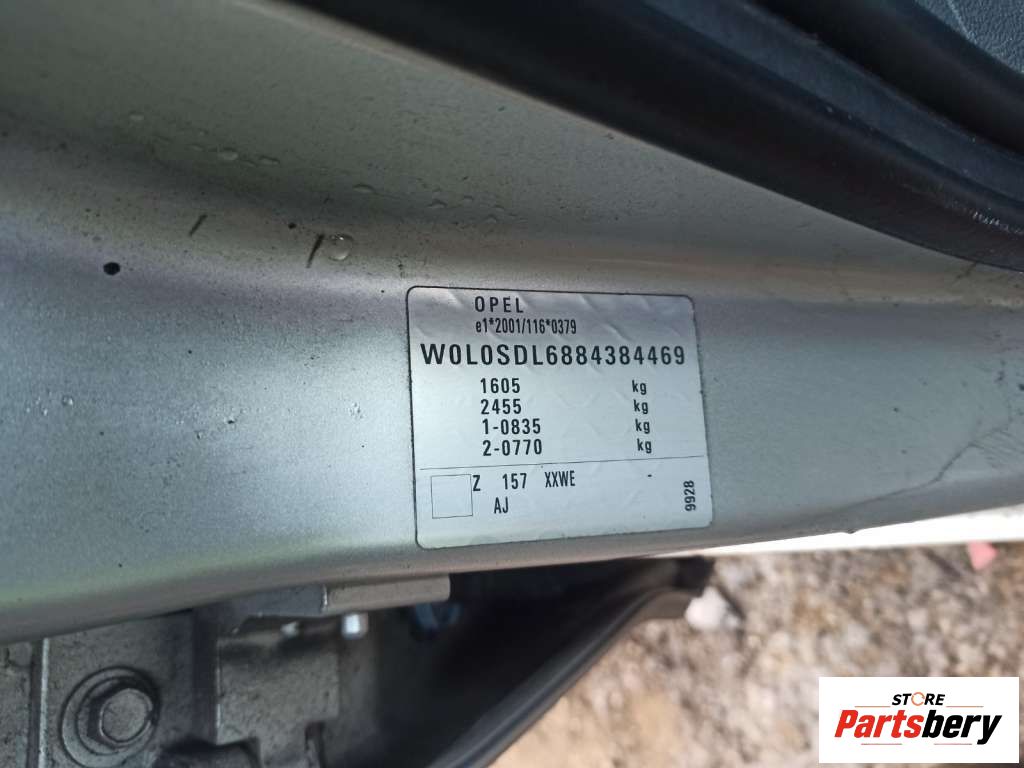 OPEL
e1*2001/116*0379
W0L0SDL6884384469
1605 kg
2455 kg
1-0835 kg
2-0770 kg
Z 157 XXWE -
AJ
9928
STORE
Partsbery